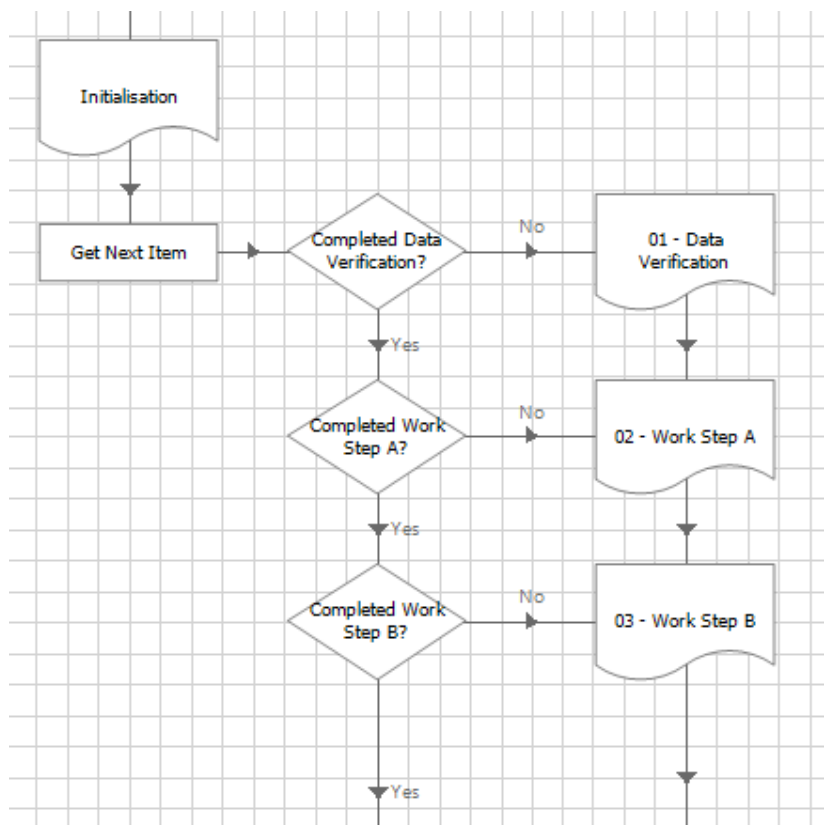 Initialisation
Get Next Item
Completed Data
Verification?
No
01 - Data
Verification
Yes
Completed Work
Step A?
No
02 - Work Step A
Yes
Completed Work
Step B?
No
03 - Work Step B
Yes